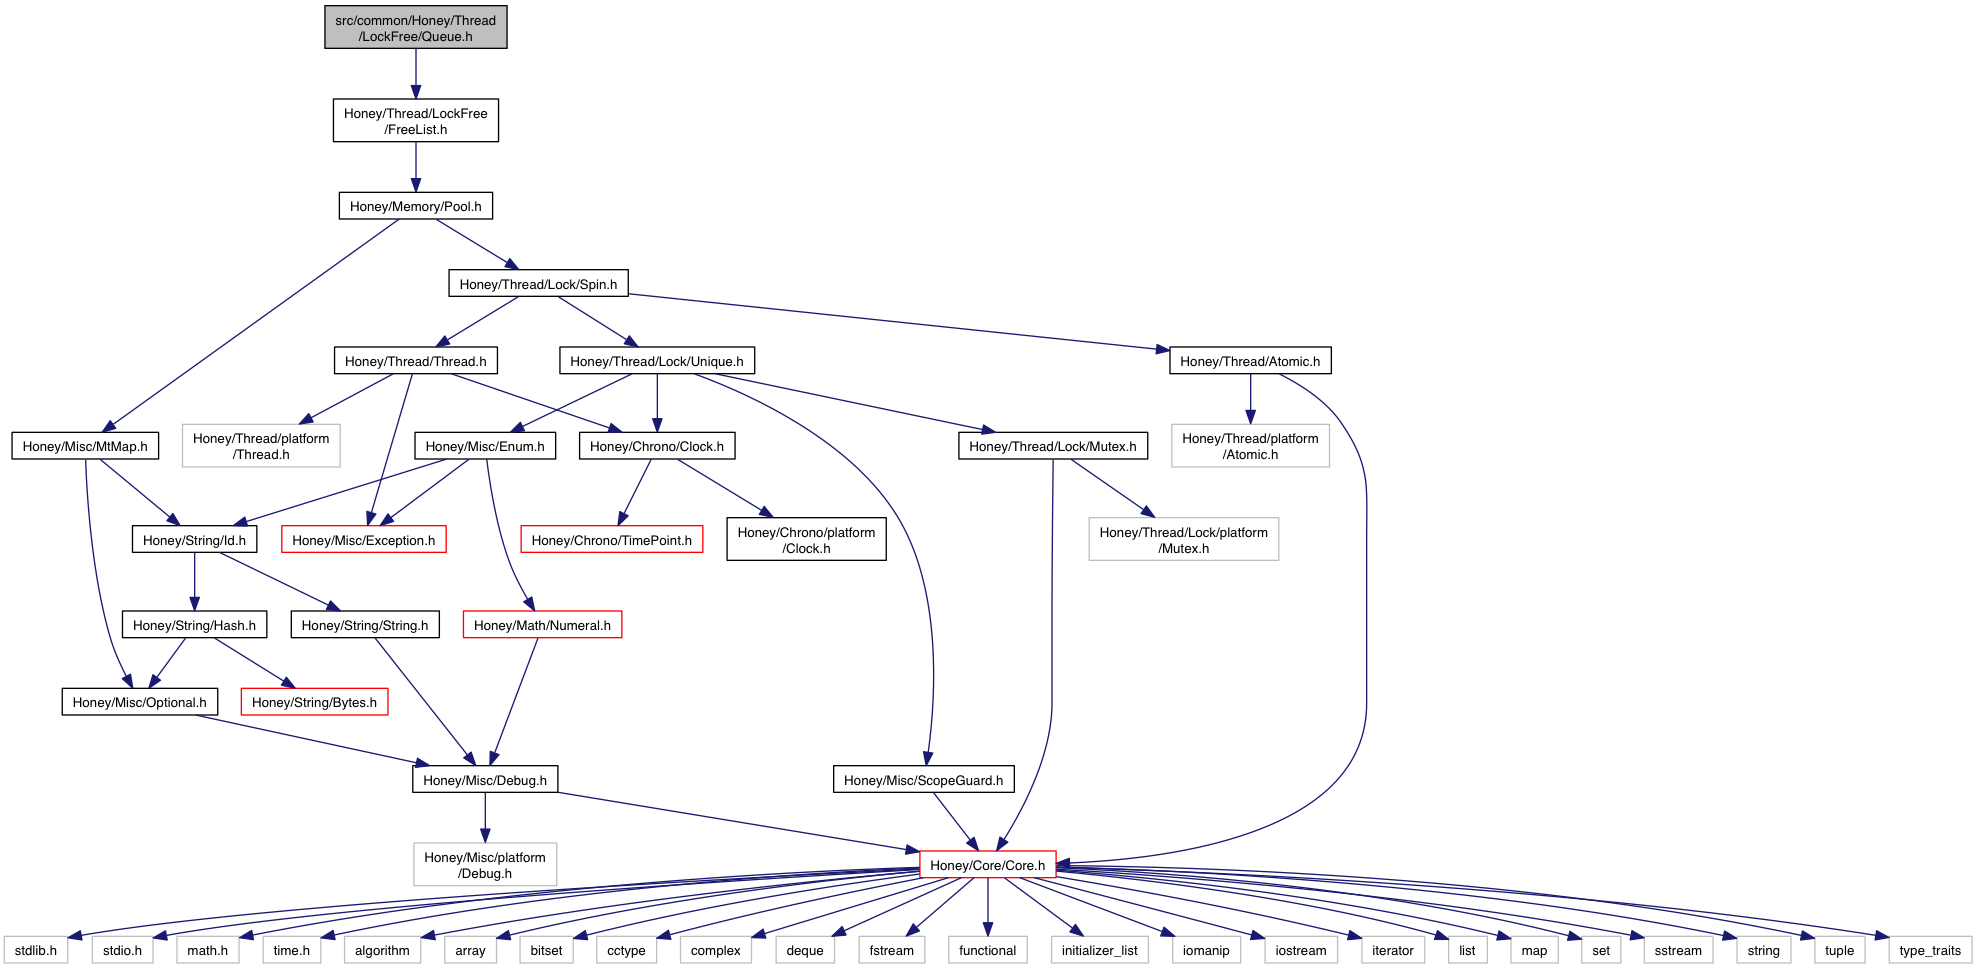 src/common/Honey/Thread
/LockFree/Queue.h
Honey/Thread/LockFree
/FreeList.h
Honey/Memory/Pool.h
Honey/Thread/Lock/Spin.h
Honey/Thread/Thread.h
Honey/Thread/Lock/Unique.h
Honey/Thread/Atomic.h
Honey/Misc/MtMap.h
Honey/Thread/platform
/Thread.h
Honey/Misc/Enum.h
Honey/Chrono/Clock.h
Honey/Thread/Lock/Mutex.h
Honey/Thread/platform
/Atomic.h
Honey/String/Id.h
Honey/Misc/Exception.h
Honey/Chrono/TimePoint.h
Honey/Chrono/platform
/Clock.h
Honey/Thread/Lock/platform
/Mutex.h
Honey/String/Hash.h
Honey/String/String.h
Honey/Math/Numeral.h
Honey/Misc/Optional.h
Honey/String/Bytes.h
Honey/Misc/Debug.h
Honey/Misc/ScopeGuard.h
Honey/Misc/platform
/Debug.h
Honey/Core/Core.h
stdlib.h
stdio.h
math.h
time.h
algorithm
array
bitset
cctype
complex
deque
fstream
functional
initializer_list
iomanip
iostream
iterator
list
map
set
sstream
string
tuple
type_traits